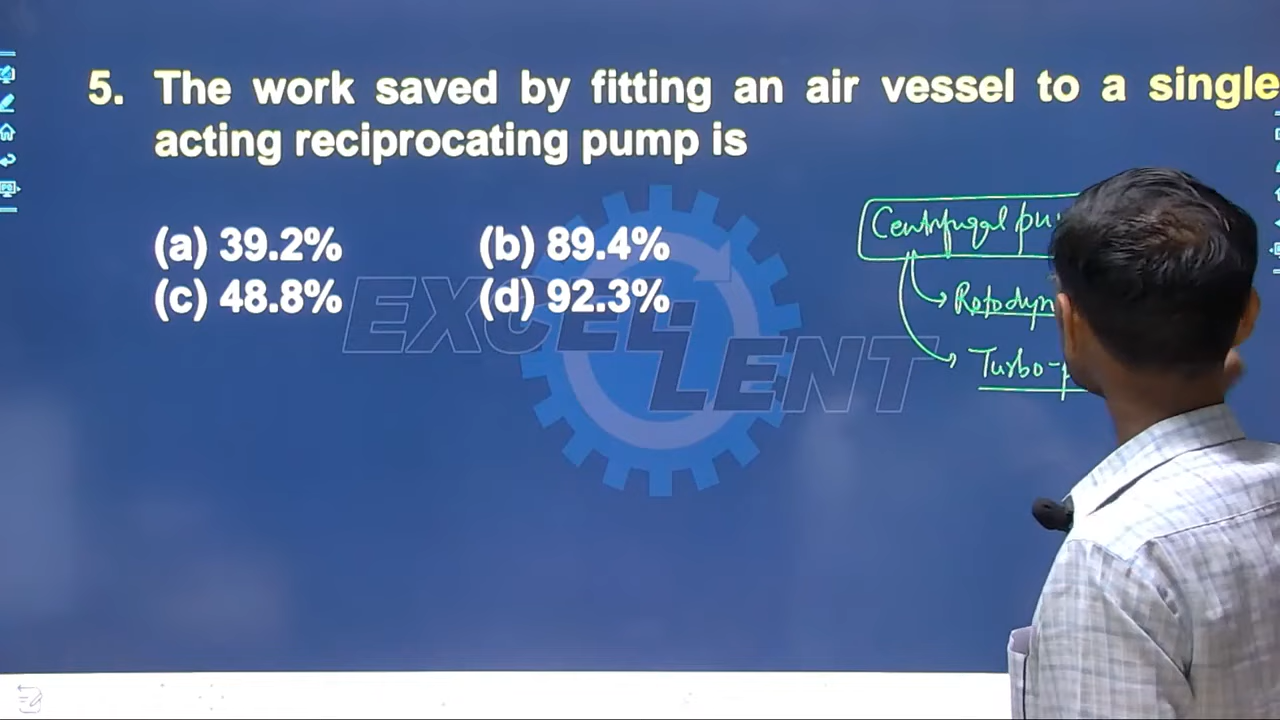 5. The work saved by fitting an air vessel to a single
acting reciprocating pump is
(a) 39.2% (b) 89.4%
(c) 48.8% (d) 92.3%
EXCELLENT
Centrifugal pu
Rotodyn
Turbo-p